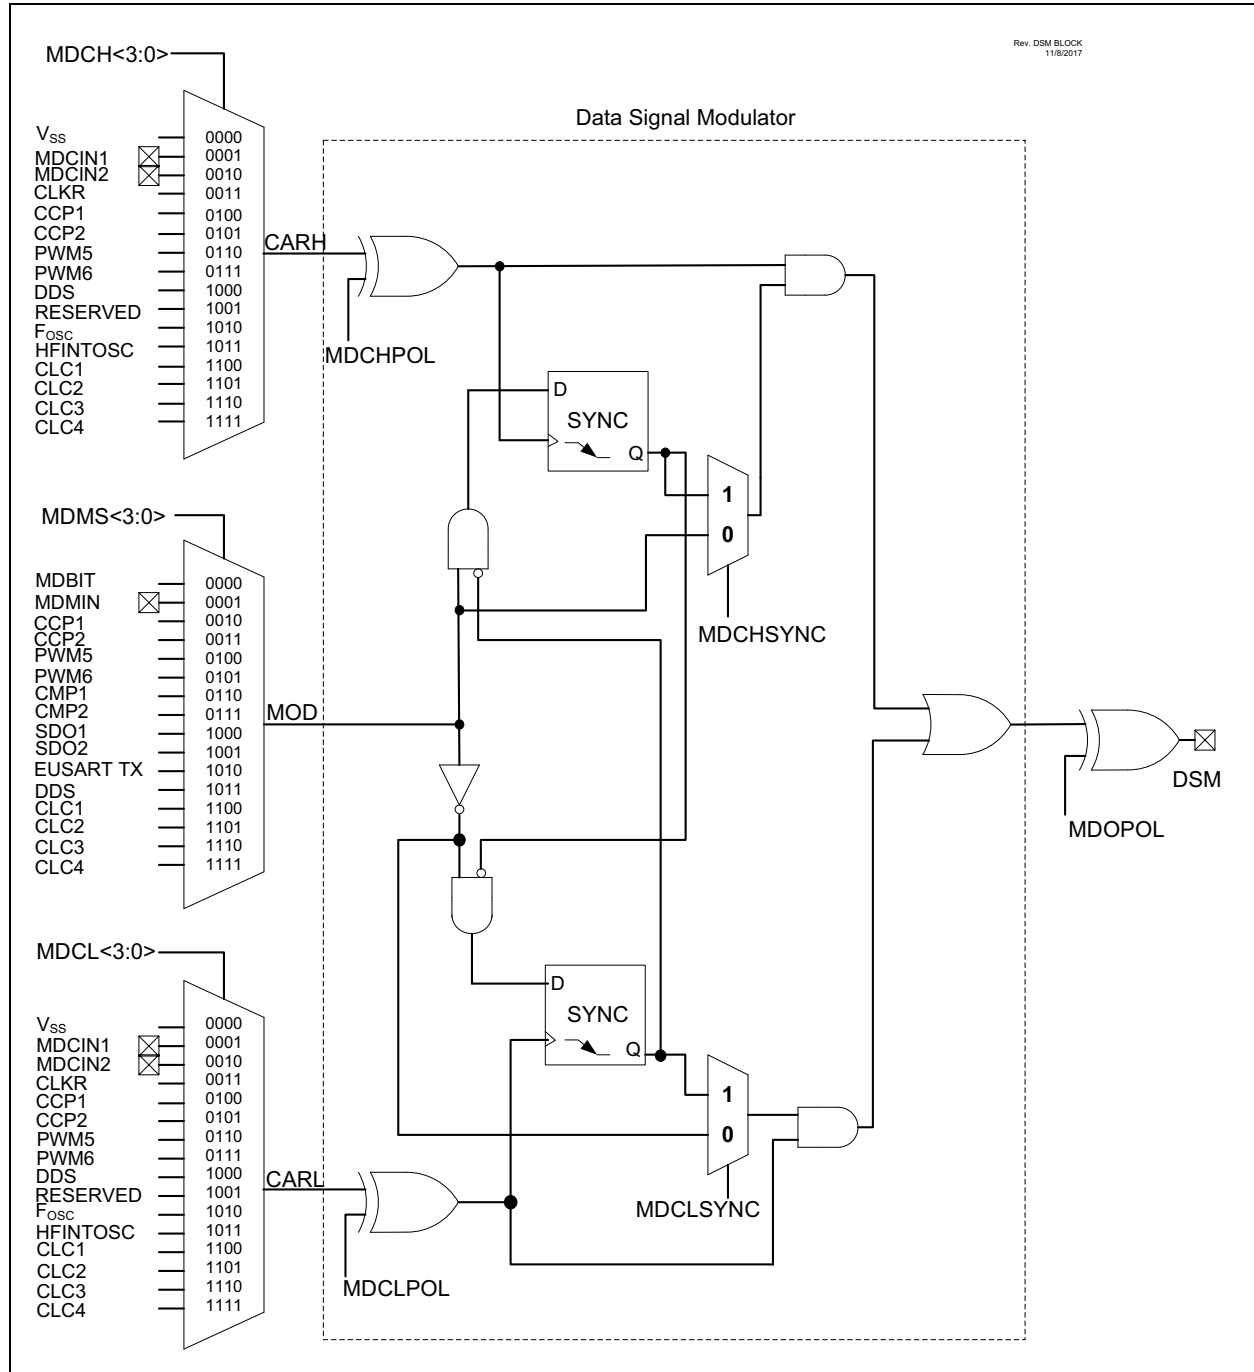 Rev. DSM BLOCK
11/8/2017
MDCH<3:0>
Data Signal Modulator
VSS 0000
MDCIN1 0001
MDCIN2 0010
CLKR 0011
CCP1 0100
CCP2 0101
PWM5 0110
PWM6 0111
DDS 1000
RESERVED 1001
FOSC 1010
HFINTOSC 1011
CLC1 1100
CLC2 1101
CLC3 1110
CLC4 1111
CARH
MDCHPOL
D
SYNC
Q
1
0
MDCHSYNC
MDMS<3:0>
MDBIT 0000
MDMIN 0001
CCP1 0010
CCP2 0011
PWM5 0100
PWM6 0101
CMP1 0110
CMP2 0111
SDO1 1000
SDO2 1001
EUSART TX 1010
DDS 1011
CLC1 1100
CLC2 1101
CLC3 1110
CLC4 1111
MOD
DSM
MDOPOL
MDCL<3:0>
VSS 0000
MDCIN1 0001
MDCIN2 0010
CLKR 0011
CCP1 0100
CCP2 0101
PWM5 0110
PWM6 0111
DDS 1000
RESERVED 1001
FOSC 1010
HFINTOSC 1011
CLC1 1100
CLC2 1101
CLC3 1110
CLC4 1111
CARL
MDCLPOL
D
SYNC
Q
1
0
MDCLSYNC